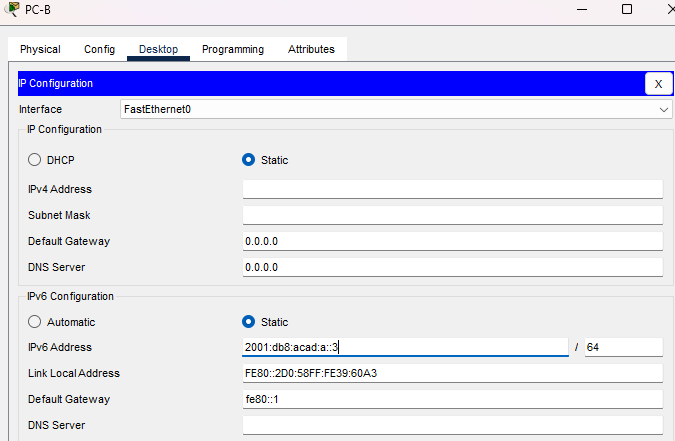 PC-B
Physical Config Desktop Programming Attributes
IP Configuration X
Interface FastEthernet0
IP Configuration
DHCP Static
IPv4 Address
Subnet Mask
Default Gateway 0.0.0.0
DNS Server 0.0.0.0
IPv6 Configuration
Automatic Static
IPv6 Address 2001:db8:acad:a::3 / 64
Link Local Address FE80::2D0:58FF:FE39:60A3
Default Gateway fe80::1
DNS Server